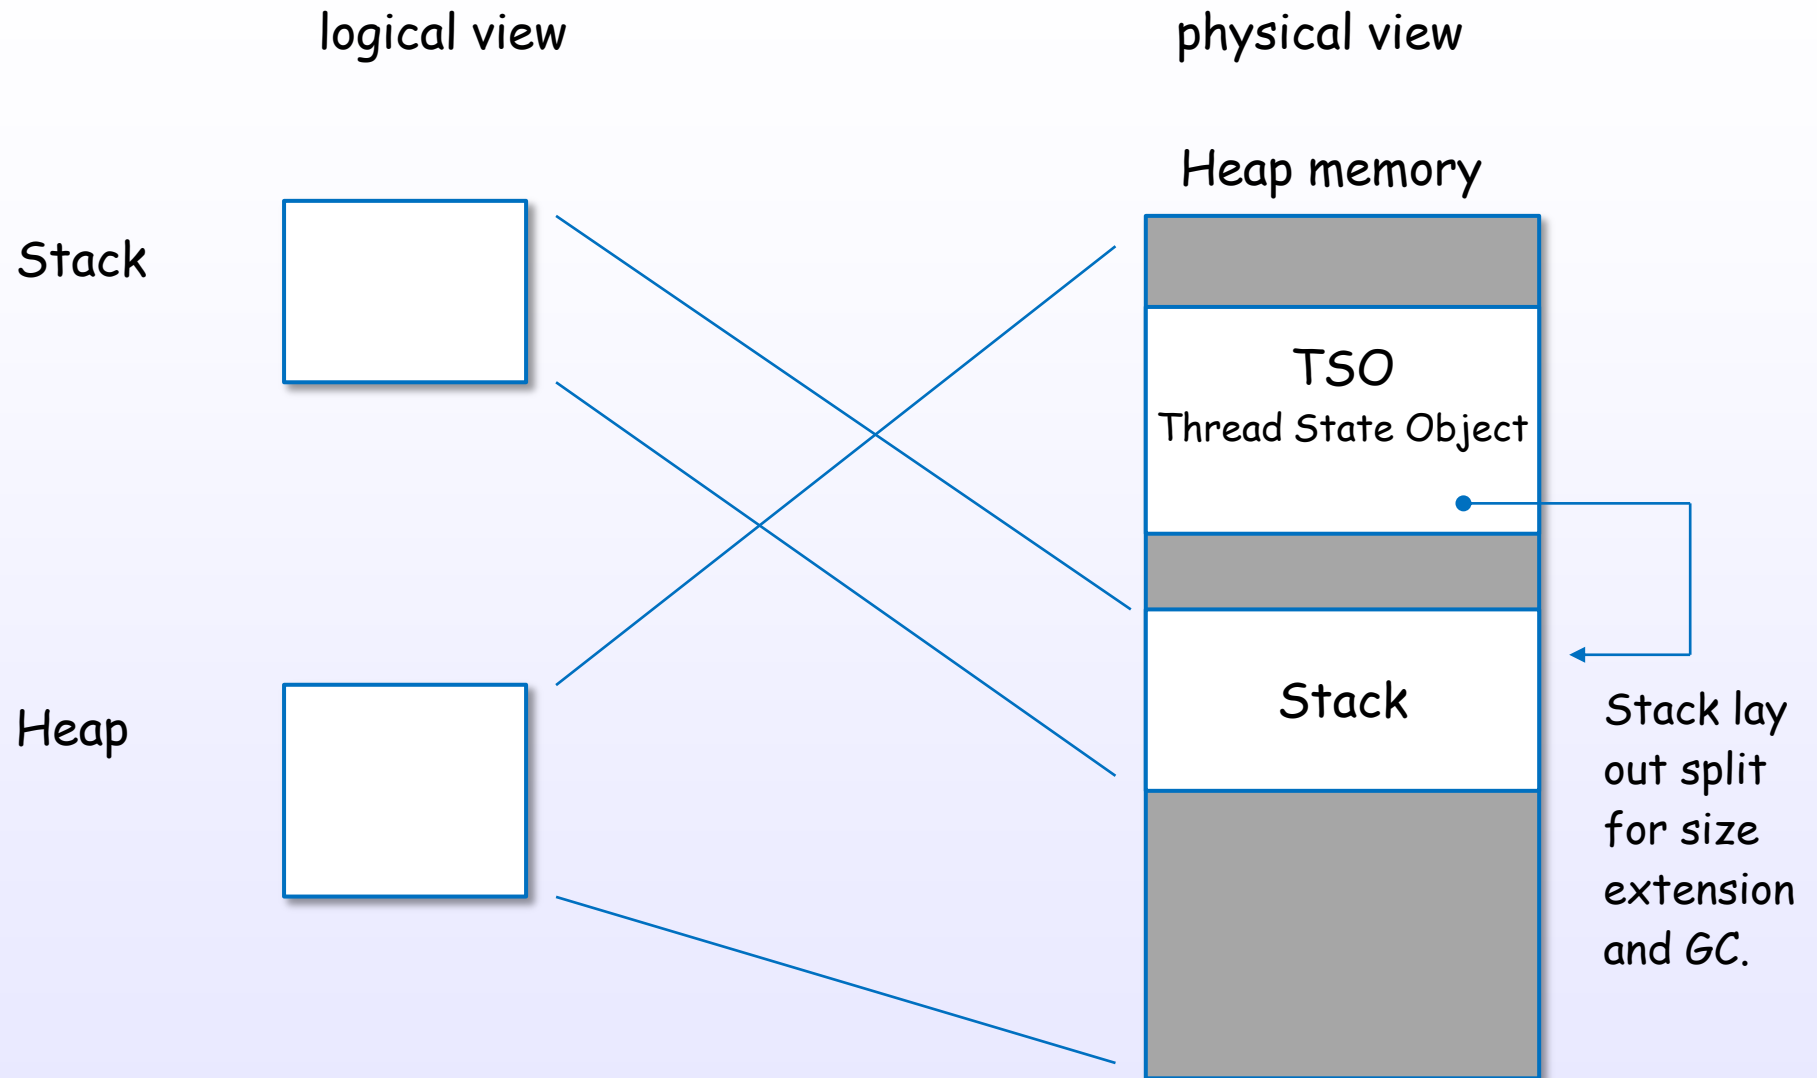 logical view
physical view
Heap memory
Stack
TSO
Thread State Object
Stack
Heap
Stack lay
out split
for size
extension
and GC.